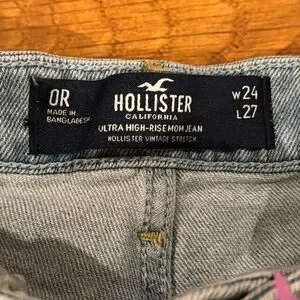 0R
MADE IN
BANGLADESH
HOLLISTER
CALIFORNIA
ULTRA HIGH-RISE MOM JEAN
HOLLISTER VINTAGE STRETCH
W24
L27